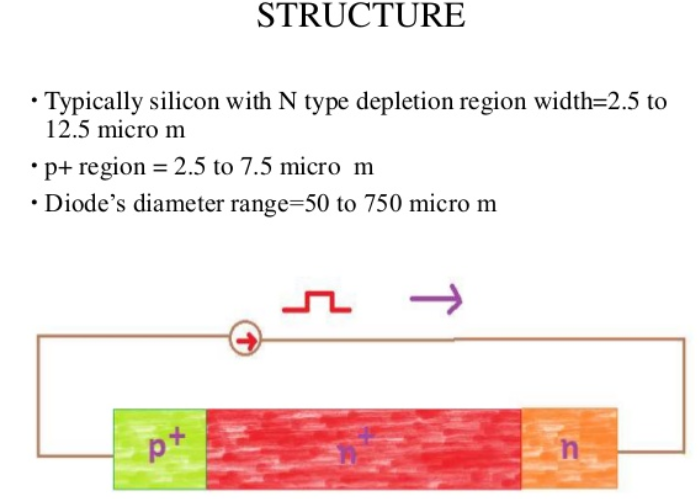 STRUCTURE
• Typically silicon with N type depletion region width=2.5 to
12.5 micro m
• p+ region = 2.5 to 7.5 micro m
• Diode's diameter range=50 to 750 micro m
p+ n+ n